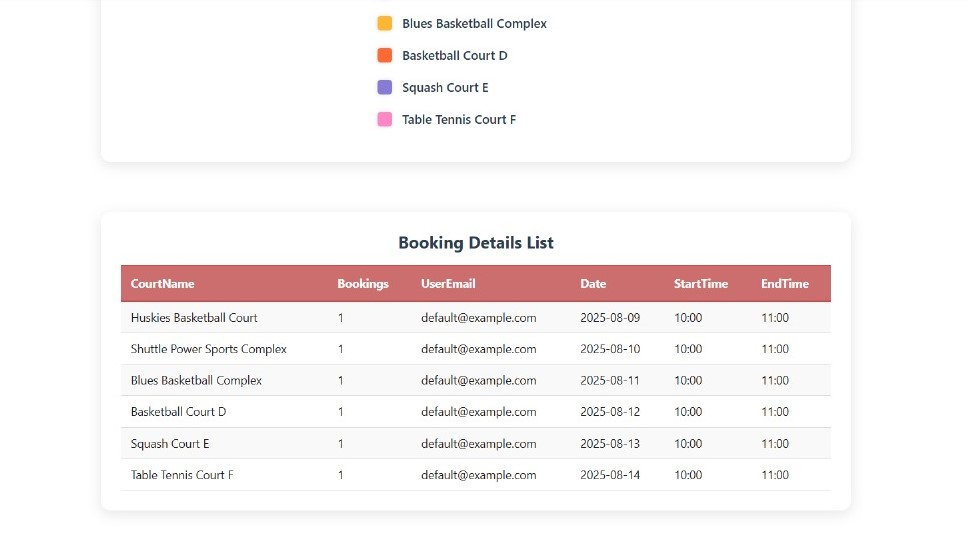 Blues Basketball Complex
Basketball Court D
Squash Court E
Table Tennis Court F
Booking Details List
CourtName Bookings UserEmail Date StartTime EndTime
Huskies Basketball Court 1 default@example.com 2025-08-09 10:00 11:00
Shuttle Power Sports Complex 1 default@example.com 2025-08-10 10:00 11:00
Blues Basketball Complex 1 default@example.com 2025-08-11 10:00 11:00
Basketball Court D 1 default@example.com 2025-08-12 10:00 11:00
Squash Court E 1 default@example.com 2025-08-13 10:00 11:00
Table Tennis Court F 1 default@example.com 2025-08-14 10:00 11:00